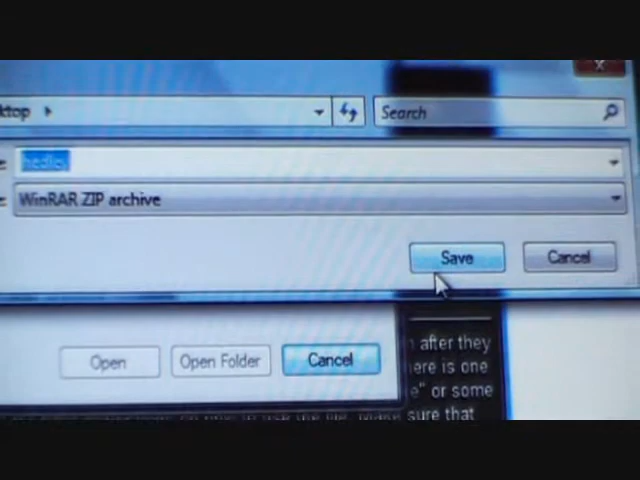 ktop
Search
WinRAR ZIP archive
Save
Cancel
Open
Open Folder
Cancel
after they
here is one
e" or some
sure that